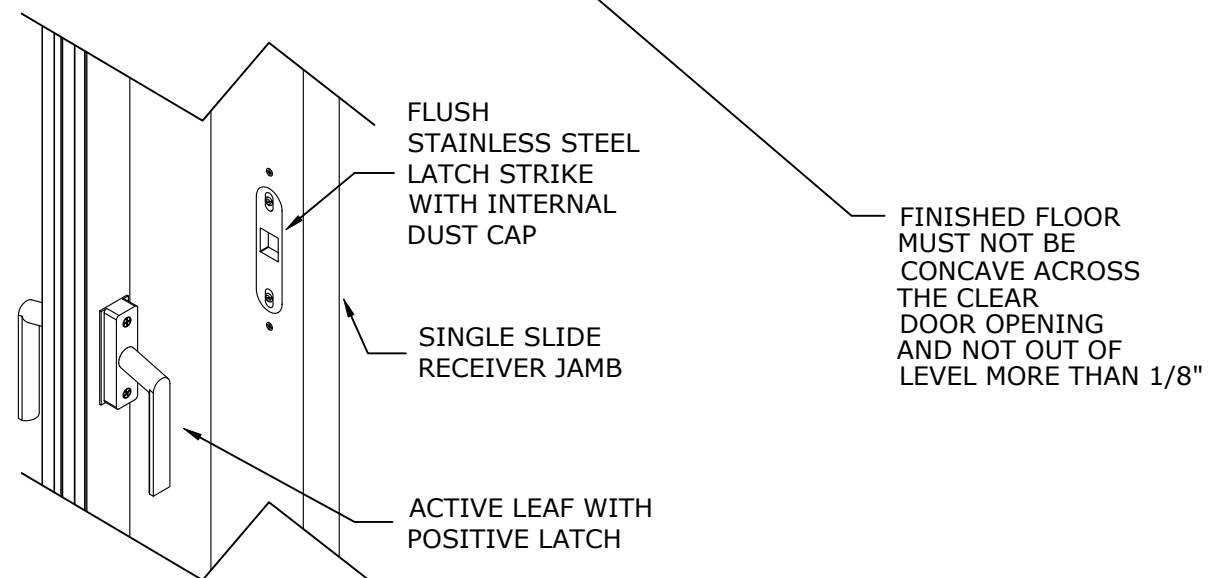 FLUSH
STAINLESS STEEL
LATCH STRIKE
WITH INTERNAL
DUST CAP
SINGLE SLIDE
RECEIVER JAMB
ACTIVE LEAF WITH
POSITIVE LATCH
FINISHED FLOOR
MUST NOT BE
CONCAVE ACROSS
THE CLEAR
DOOR OPENING
AND NOT OUT OF
LEVEL MORE THAN 1/8"